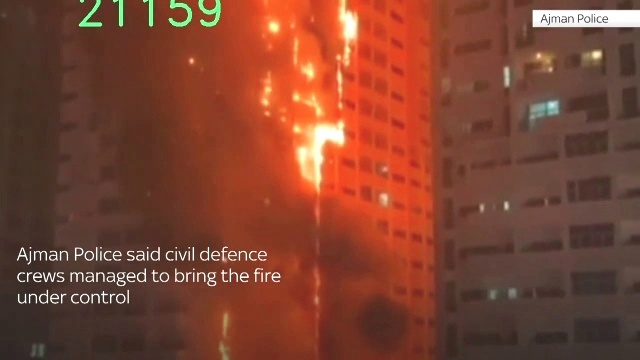 21159
Ajman Police
Ajman Police said civil defence
crews managed to bring the fire
under control